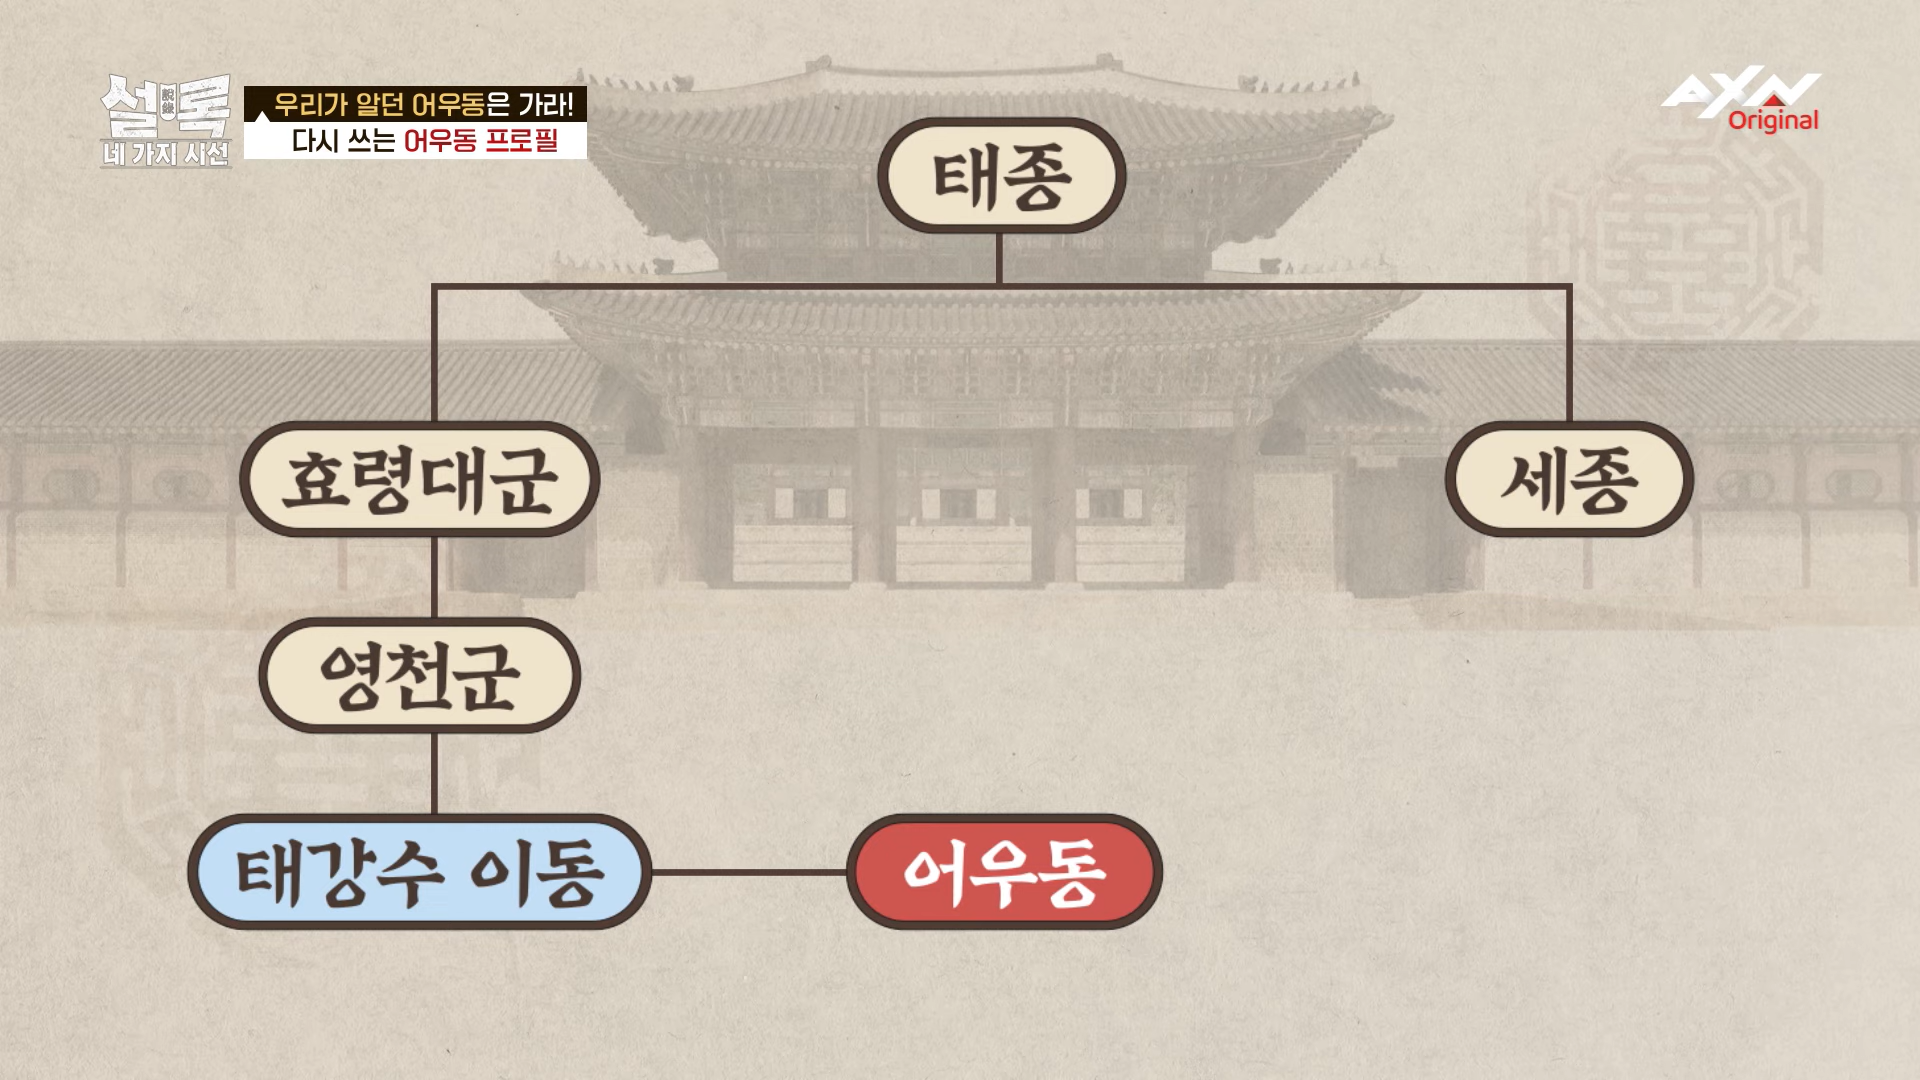 설록
記錄
네 가지 시선
우리가 알던 어우동은 가라!
다시 쓰는 어우동 프로필
AXN
Original
태종
효령대군
세종
영천군
태강수 이동
어우동